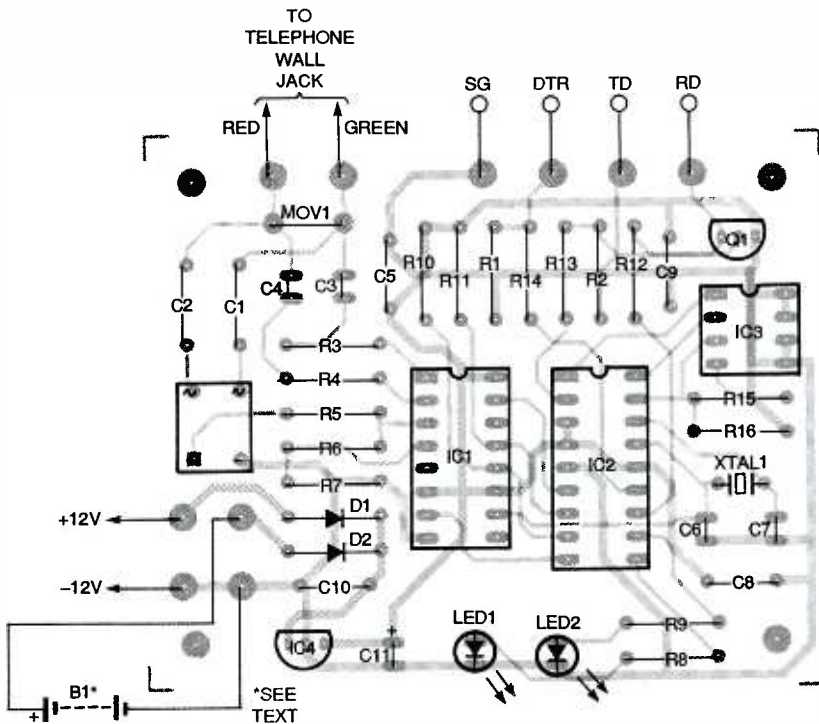 TO
TELEPHONE
WALL
JACK
SG DTR TD RD
RED GREEN
MOV1
Q1
C2 C1 C4 C3 C5 R10 R11 R1 R14 R13 R2 R12 C9
IC3
R3
R4
R5
R6
R7
IC1
IC2
R15
R16
XTAL1
D1
+12V
C6 C7
D2
-12V
C10
C8
LED1 LED2
R9
IC4
+
C11
R8
B1*
+
*SEE
TEXT